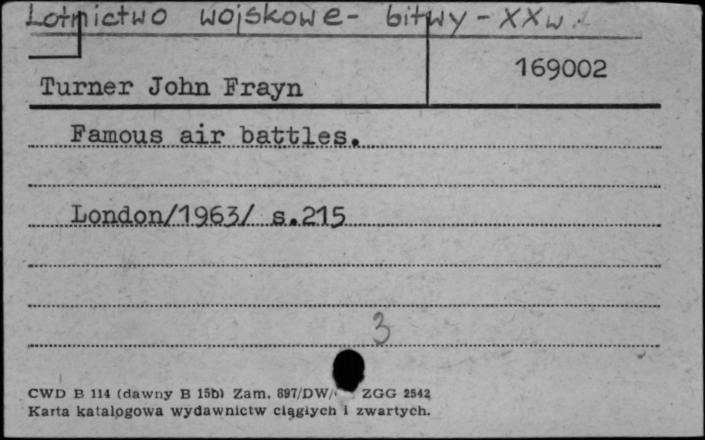 Lotnictwo wojskowe - bitwy - XX w.
169002
Turner John Frayn
Famous air battles.
London/1963/ s.215
3
CWD B 114 (dawny B 15b) Zam. 897/DW/ ZGG 2542
Karta katalogowa wydawnictw ciągłych i zwartych.